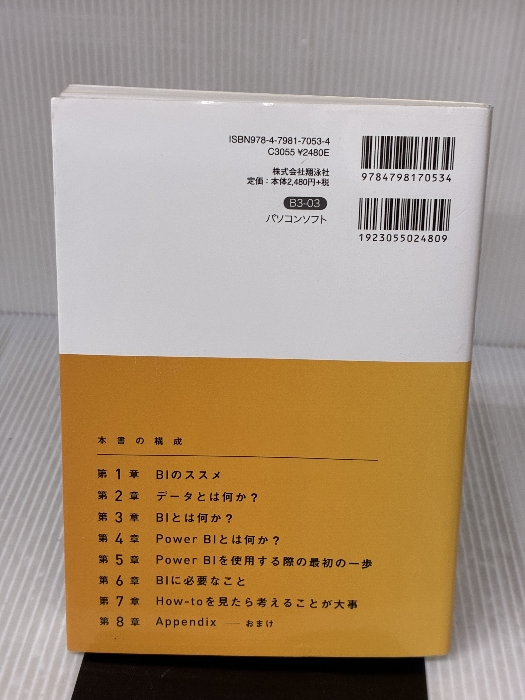 ISBN978-4-7981-7053-4
C3055 ¥2480E
株式会社翔泳社
定価：本体2,480円+税
B3-03
パソコンソフト
9784798170534
1923055024809
本書の構成
第1章 BIのススメ
第2章 データとは何か？
第3章 BIとは何か？
第4章 Power BIとは何か？
第5章 Power BIを使用する際の最初の一歩
第6章 BIに必要なこと
第7章 How-toを見たら考えることが大事
第8章 Appendix ── おまけ